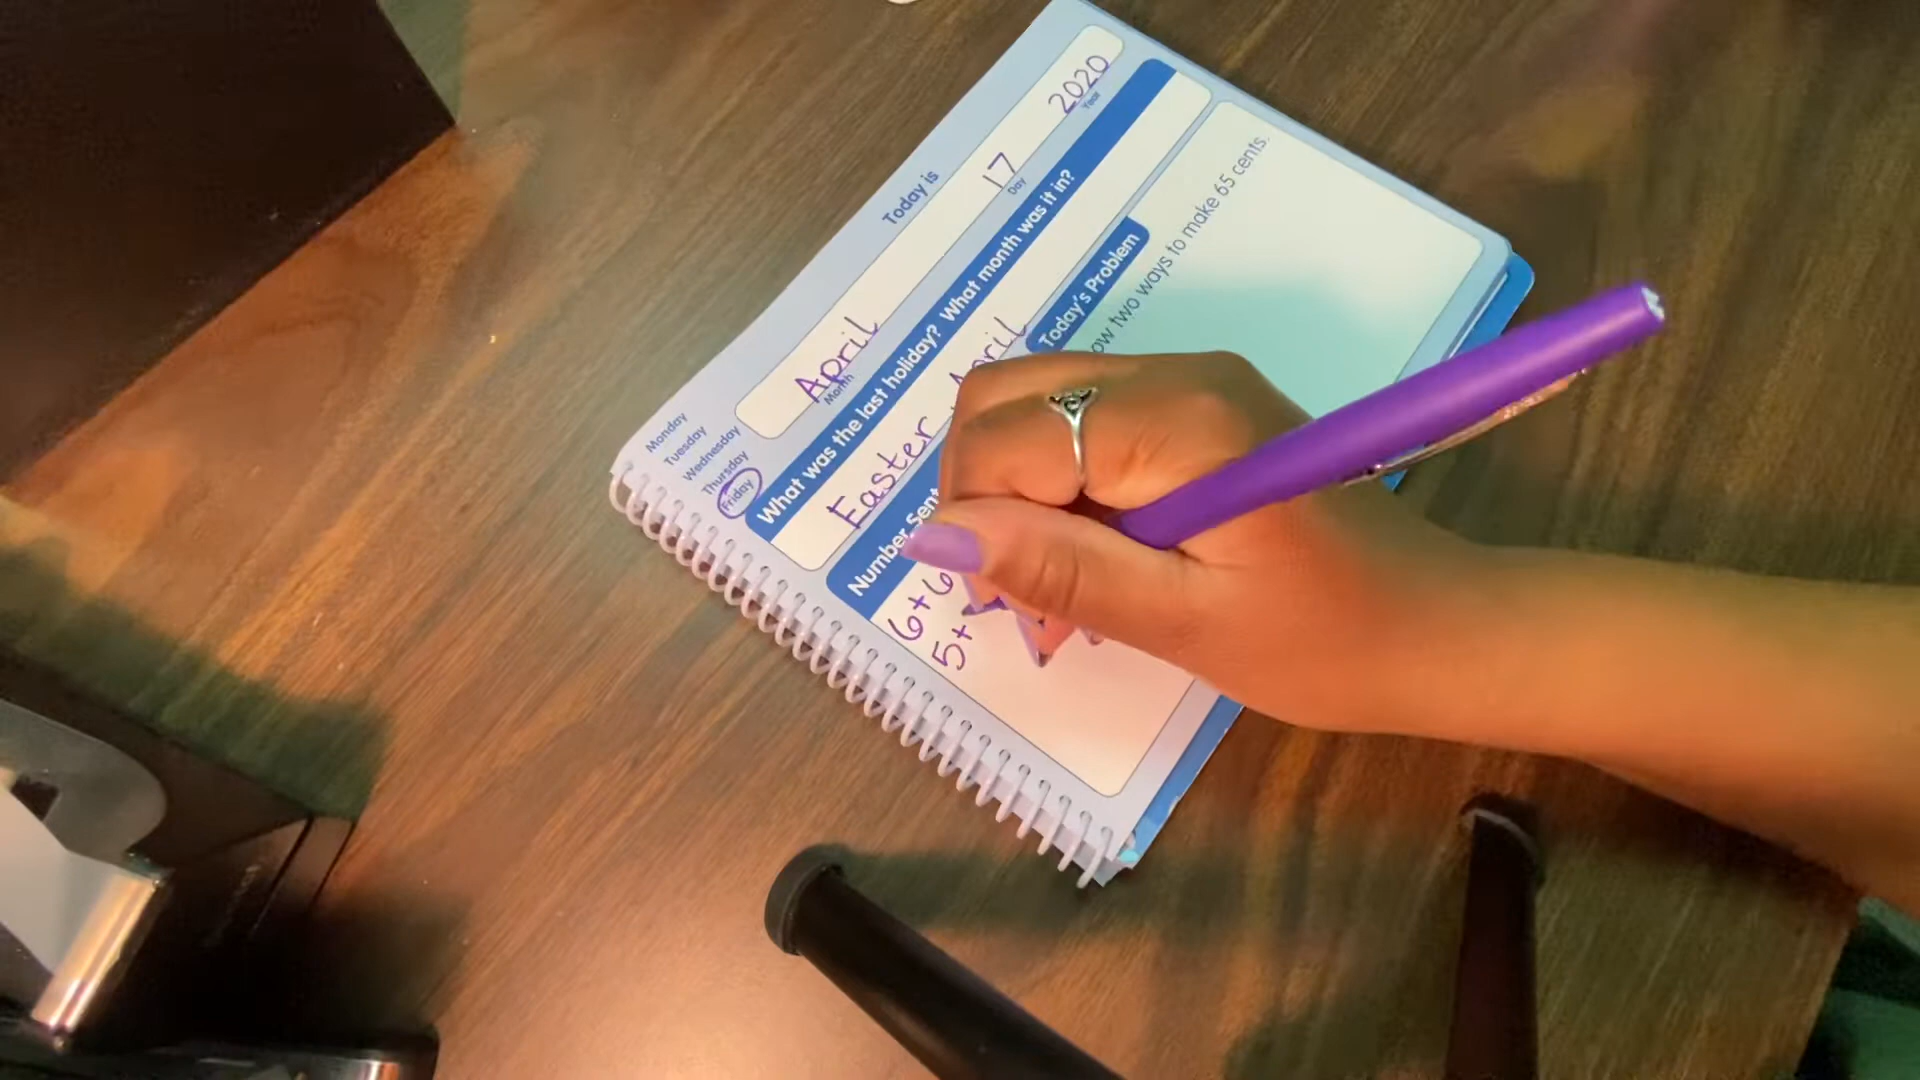 Monday
Tuesday
Wednesday
Thursday
Friday
Today is
April 17 2020
Month Day Year
What was the last holiday? What month was it in?
Easter April
Number
6+6
5+
Today's Problem
two ways to make 65 cents.